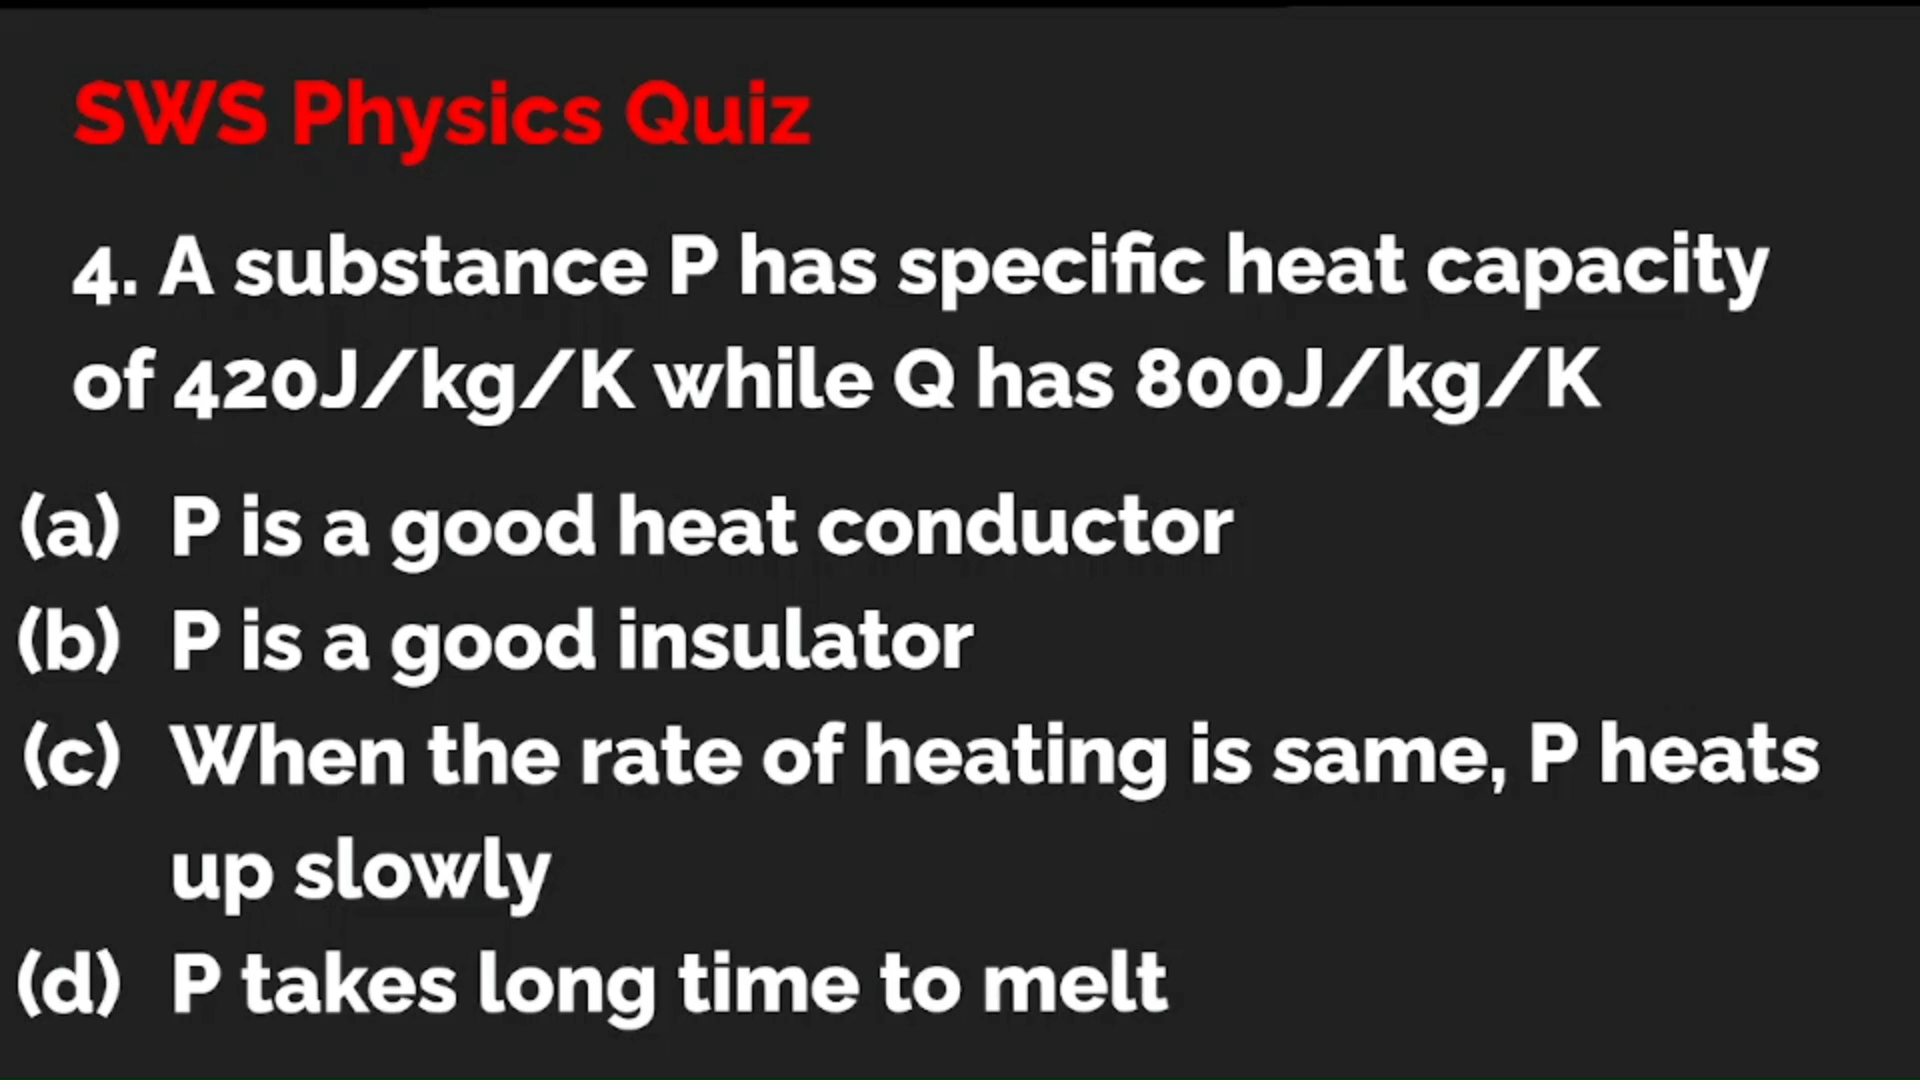 SWS Physics Quiz
4. A substance P has specific heat capacity
of 420J/kg/K while Q has 800J/kg/K
(a) P is a good heat conductor
(b) P is a good insulator
(c) When the rate of heating is same, P heats
up slowly
(d) P takes long time to melt